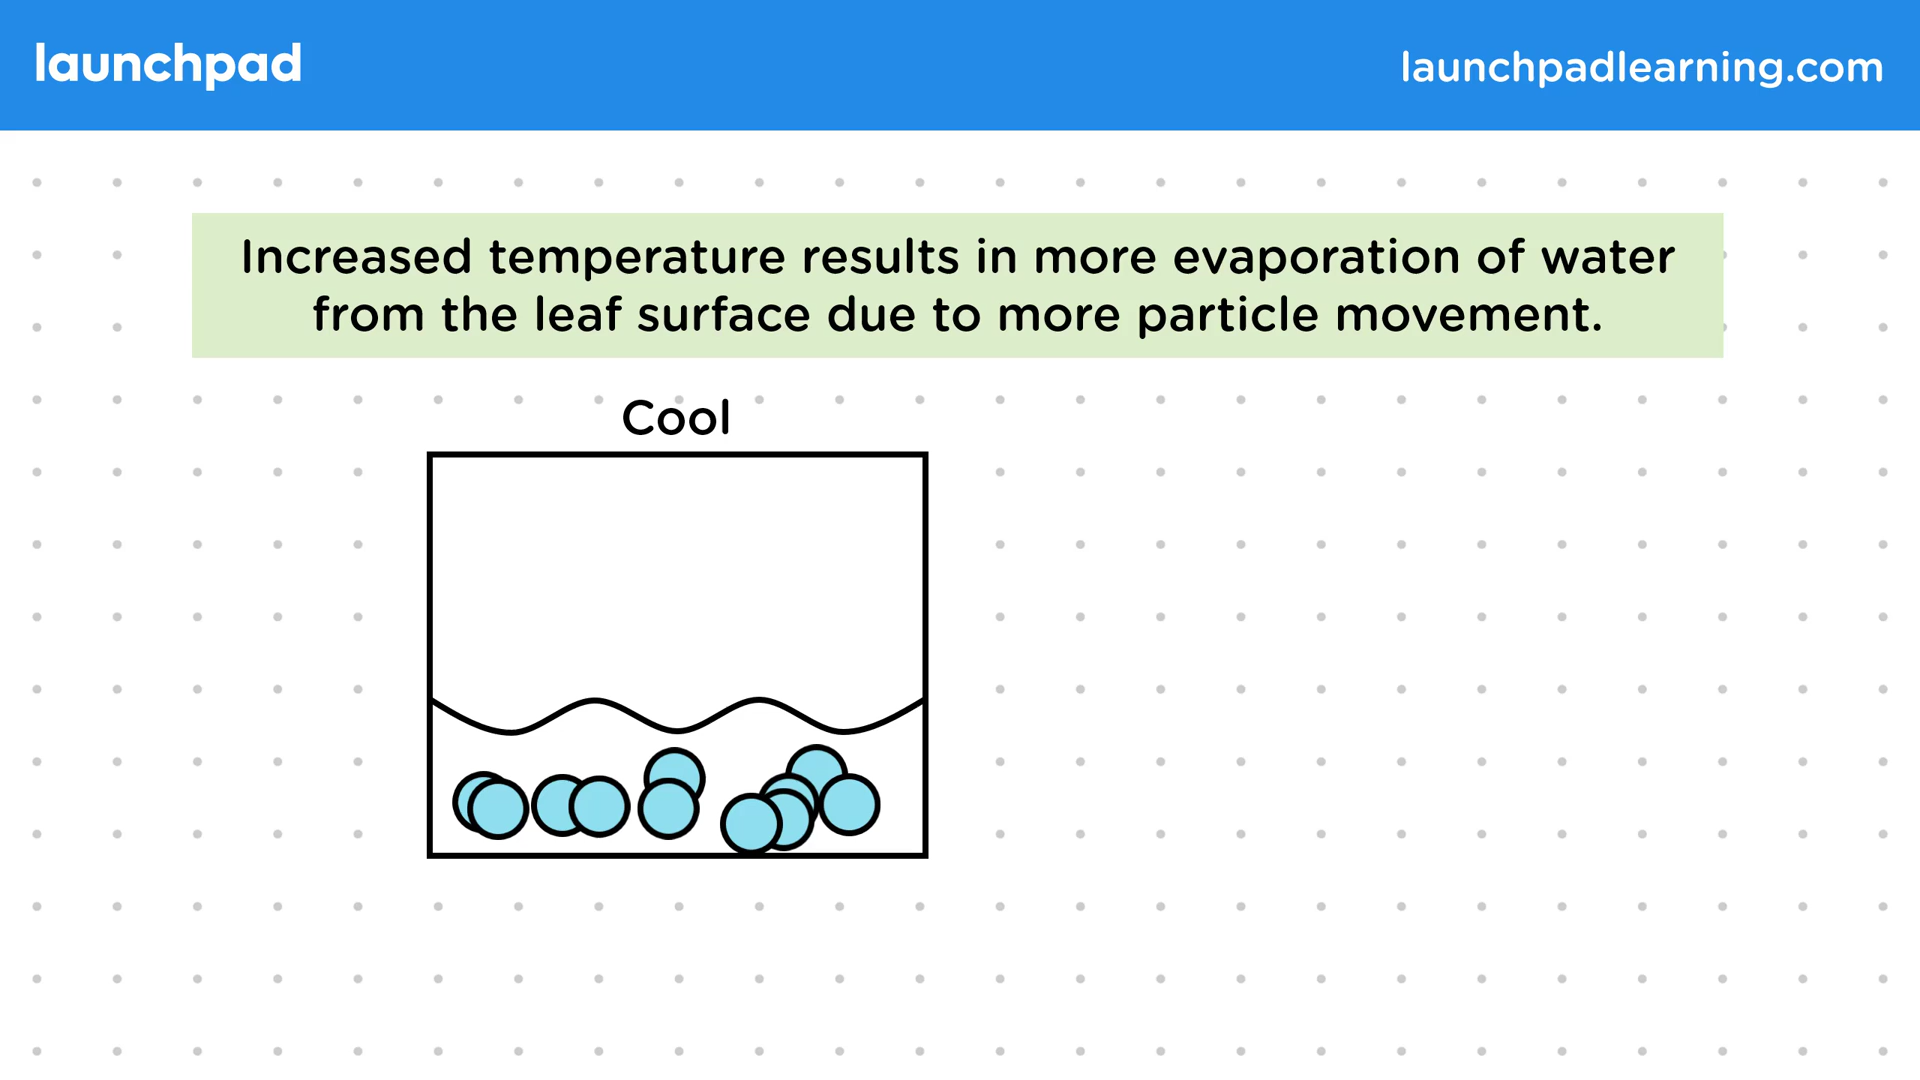 launchpad
launchpadlearning.com
Increased temperature results in more evaporation of water
from the leaf surface due to more particle movement.
Cool